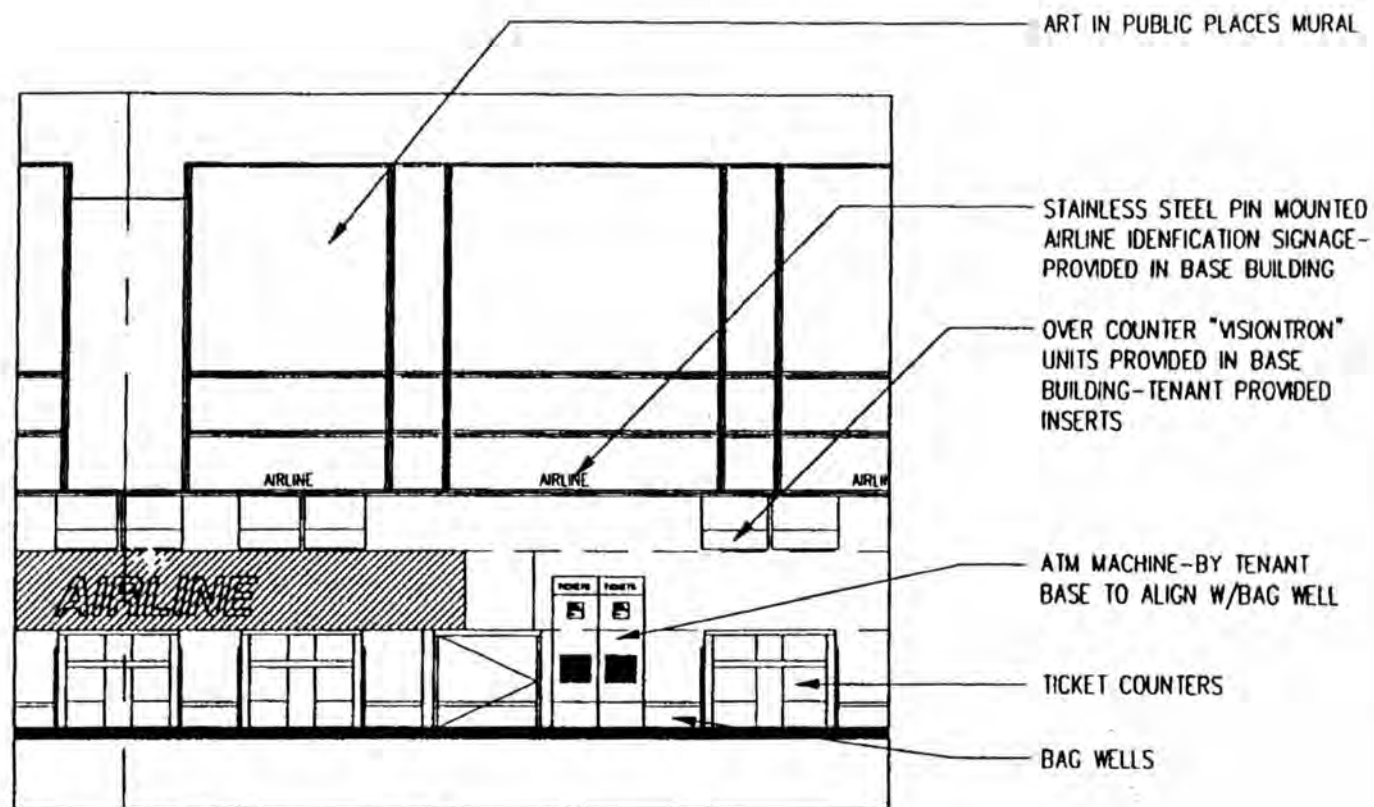 ART IN PUBLIC PLACES MURAL
STAINLESS STEEL PIN MOUNTED
AIRLINE IDENFICATION SIGNAGE-
PROVIDED IN BASE BUILDING
OVER COUNTER "VISIONTRON"
UNITS PROVIDED IN BASE
BUILDING-TENANT PROVIDED
INSERTS
AIRLINE
AIRLINE
AIRLIN
AIRLINE
TICKETS TICKETS
ATM MACHINE-BY TENANT
BASE TO ALIGN W/BAG WELL
TICKET COUNTERS
BAG WELLS